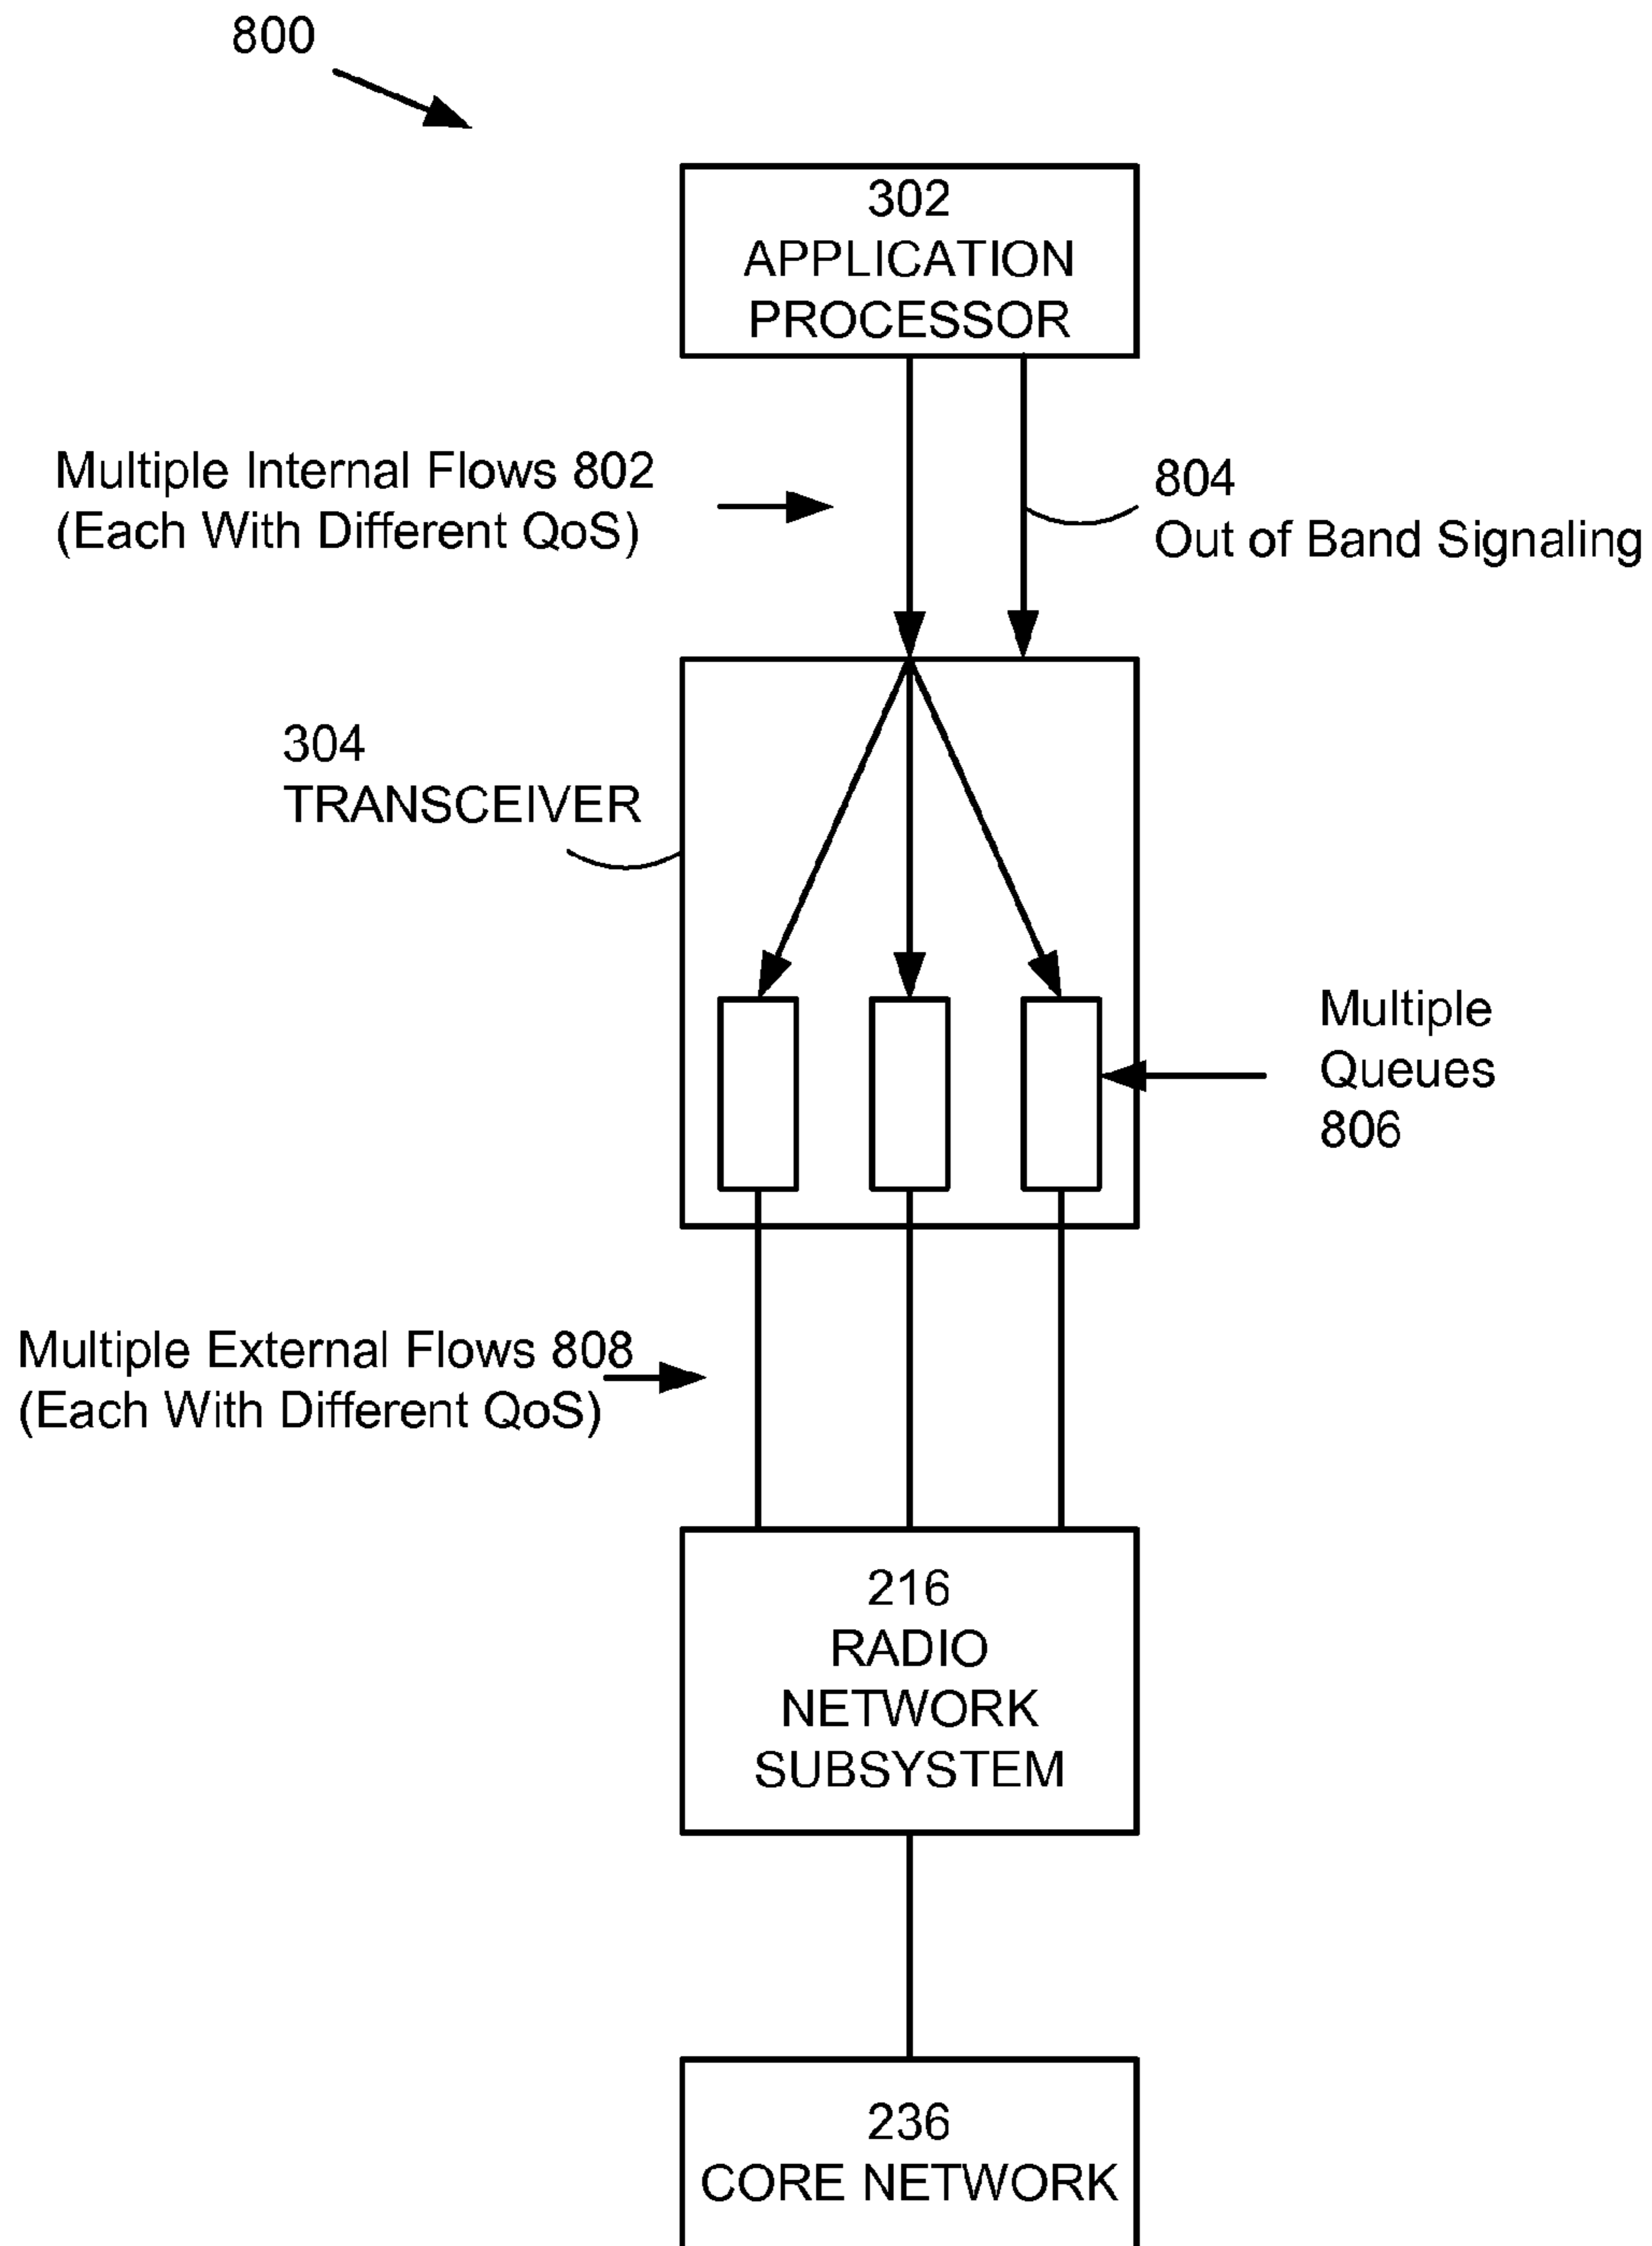 800
302
APPLICATION
PROCESSOR
Multiple Internal Flows 802
(Each With Different QoS)
804
Out of Band Signaling
304
TRANSCEIVER
Multiple
Queues
806
Multiple External Flows 808
(Each With Different QoS)
216
RADIO
NETWORK
SUBSYSTEM
236
CORE NETWORK